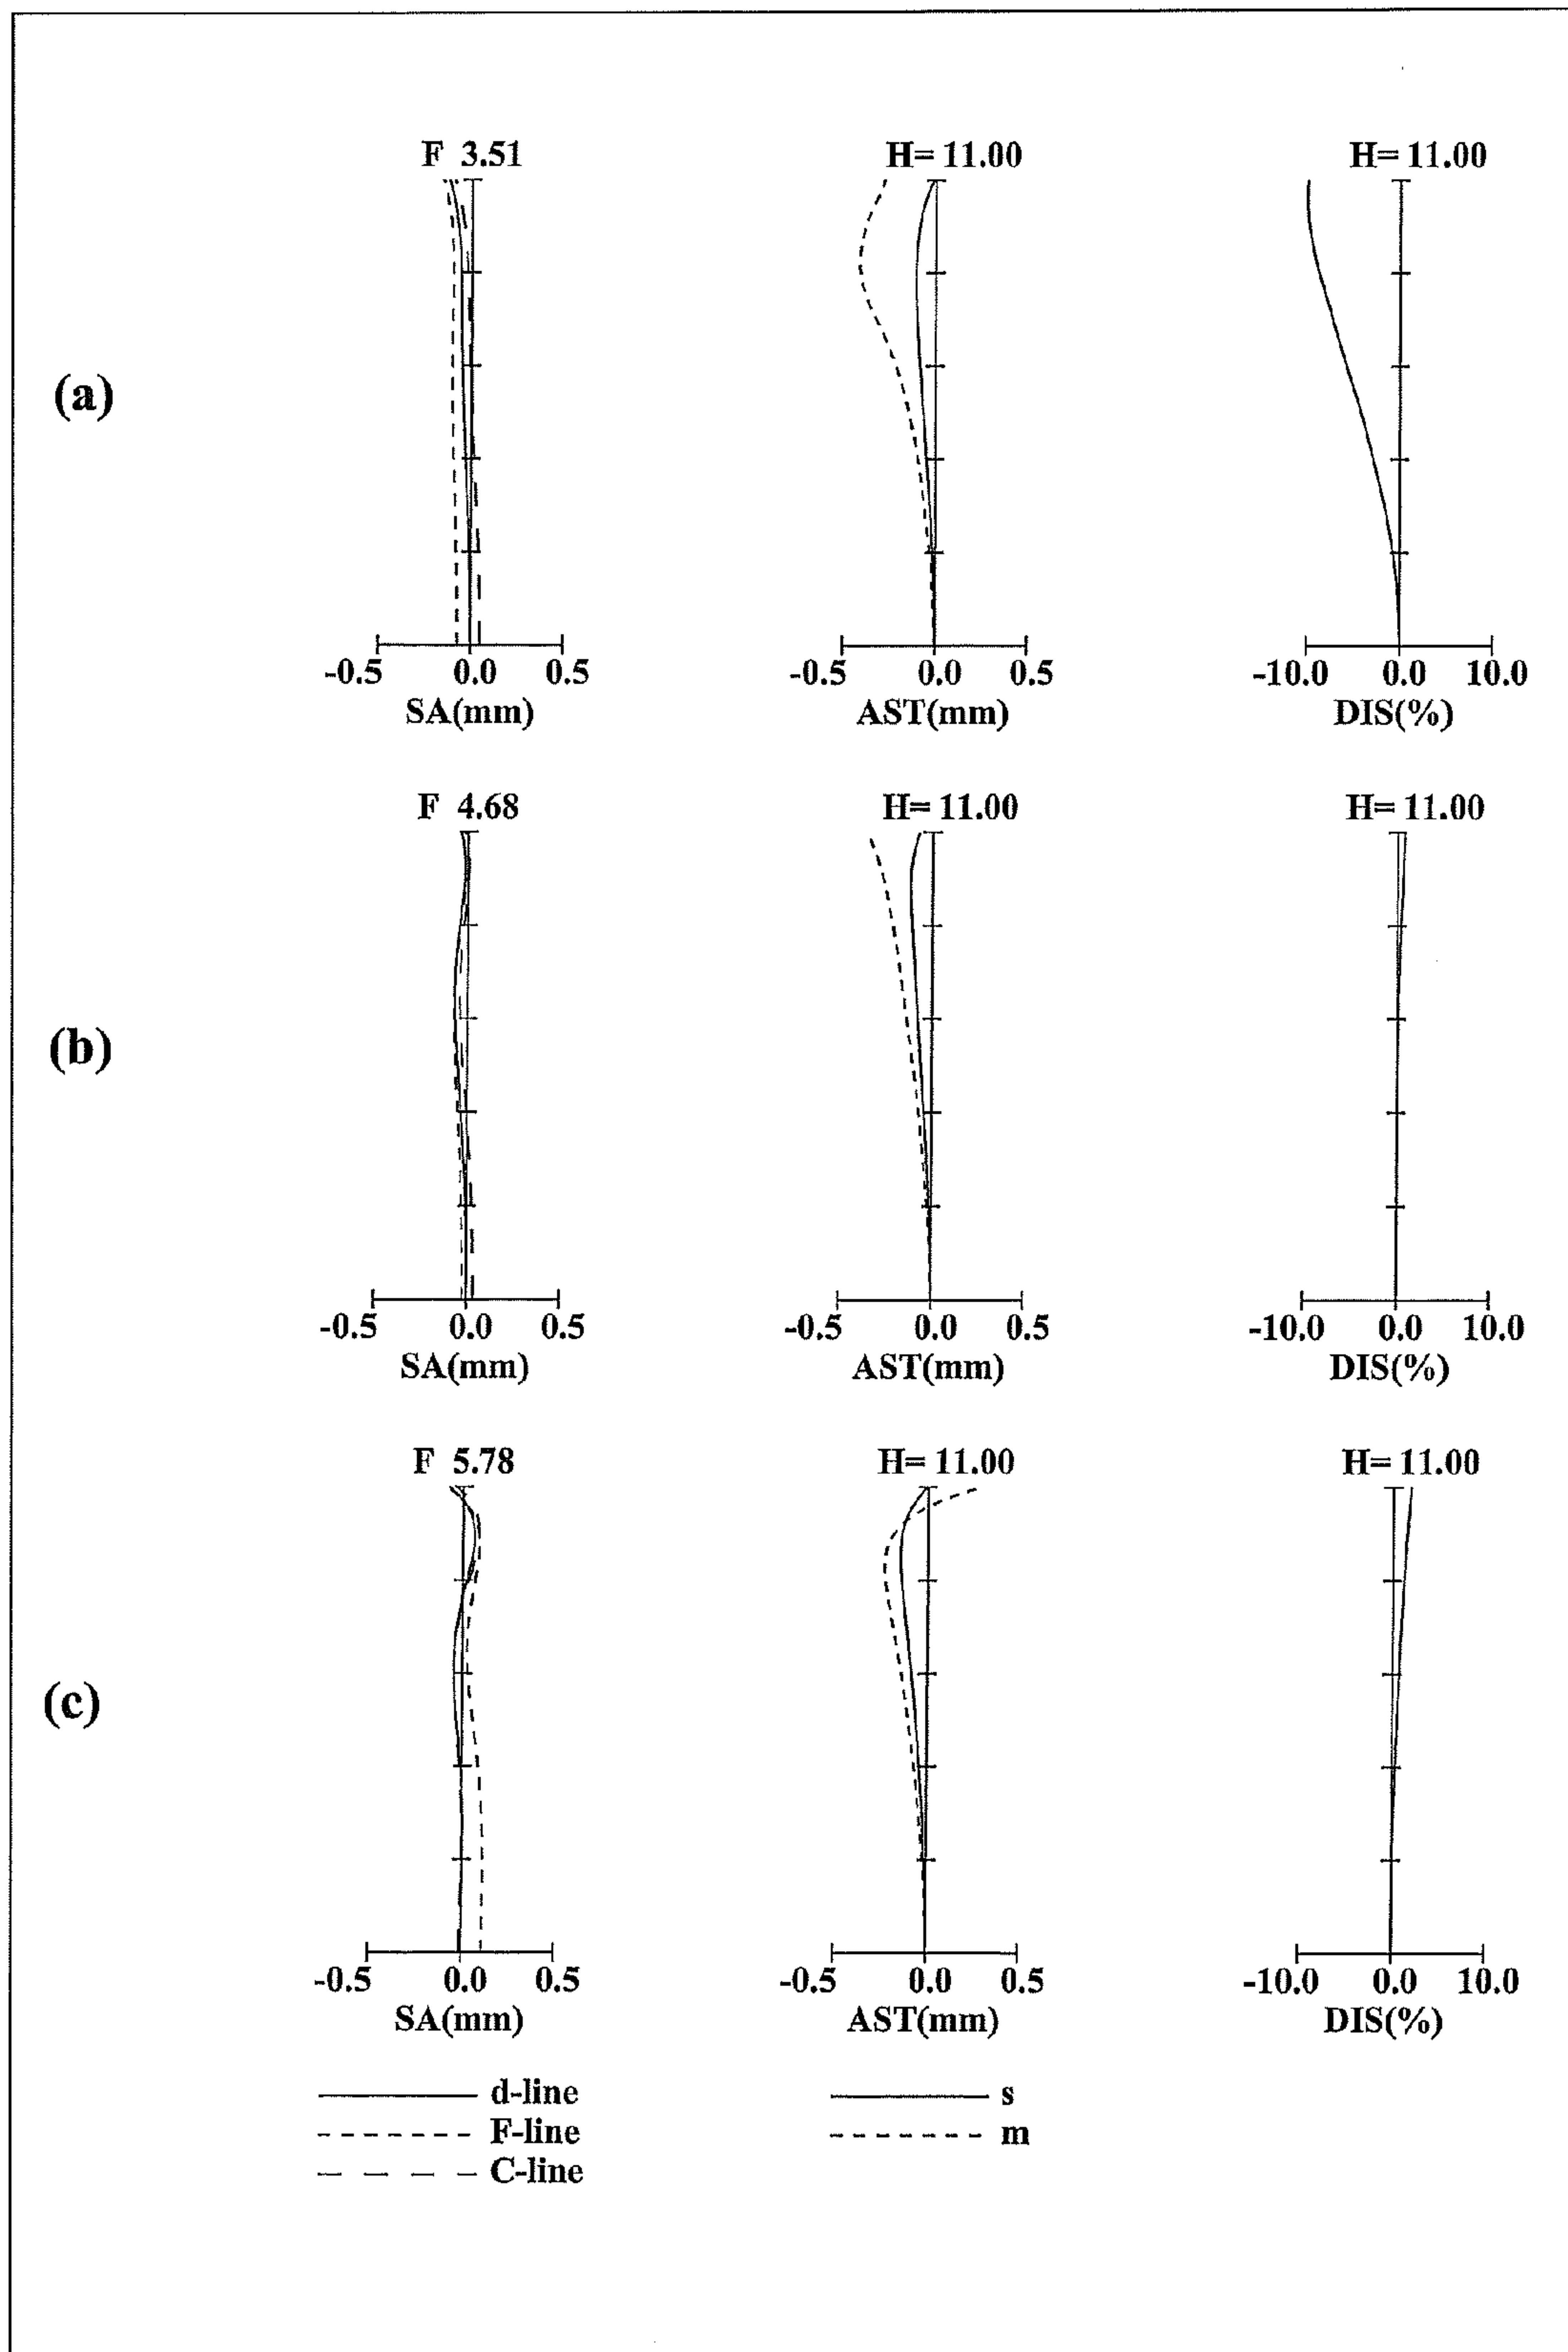 F 3.51 H= 11.00 H= 11.00
(a)
-0.5 0.0 0.5 -0.5 0.0 0.5 -10.0 0.0 10.0
SA(mm) AST(mm) DIS(%)
F 4.68 H= 11.00 H= 11.00
(b)
-0.5 0.0 0.5 -0.5 0.0 0.5 -10.0 0.0 10.0
SA(mm) AST(mm) DIS(%)
F 5.78 H= 11.00 H= 11.00
(c)
-0.5 0.0 0.5 -0.5 0.0 0.5 -10.0 0.0 10.0
SA(mm) AST(mm) DIS(%)
d-line s
F-line m
C-line